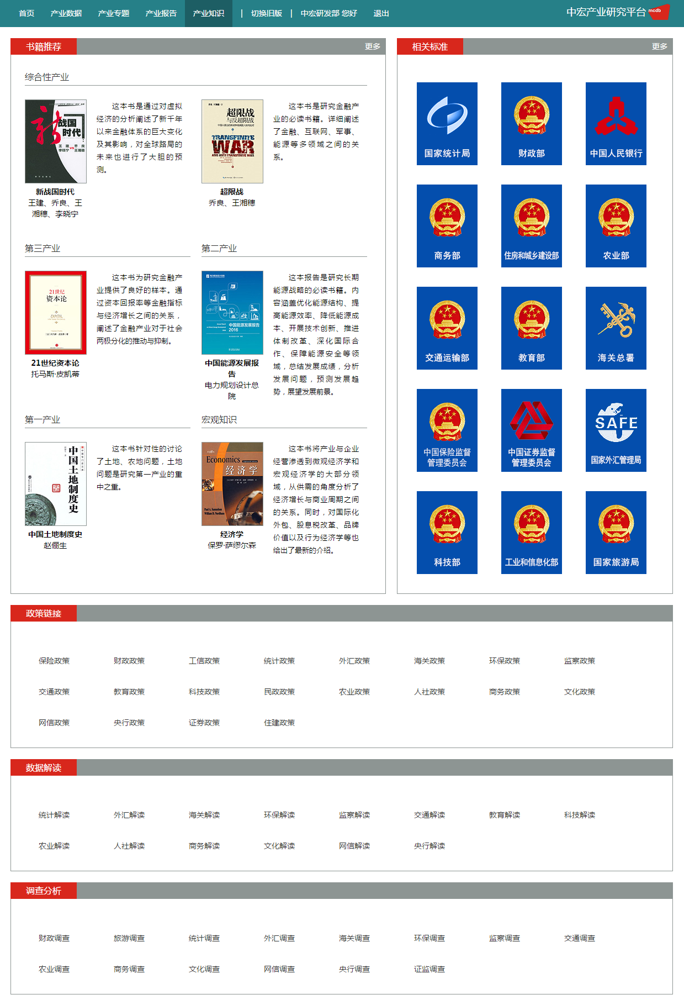 首页 产业数据 产业专题 产业报告 产业知识 | 切换旧版 | 中宏研发部 您好 退出
中宏产业研究平台 mcdb
书籍推荐 更多
综合性产业
新
战国
时代
王建 乔良
李晓宁 vs 王湘穗
新战国时代
王建、乔良、王
湘穗、李晓宁
这本书是通过对虚拟
经济的分析阐述了新千年
以来金融体系的巨大变化
及其影响，对全球路局的
未来也进行了大胆的预
测。
超限战
与反超限战
TRANSFINITE
WAR
AND ANTI-TRANSFINITE WAR
超限战
乔良、王湘穗
这本书是研究金融产
业的必读书籍。详细阐述
了金融、互联网、军事、
能源等多领域之间的关
系。
第三产业
21世纪
资本论
CAPITAL
21世纪资本论
托马斯·皮凯蒂
这本书为研究金融产
业提供了良好的样本。通
过资本回报率等金融指标
与经济增长之间的关系，
阐述了金融产业对于社会
两极分化的推动与抑制。
第二产业
中国能源发展报告
2016
中国能源发展报
告
电力规划设计总
院
这本报告是研究长期
能源战略的必读书籍。内
容涵盖优化能源结构、提
高能源效率、降低能源成
本、开展技术创新、推进
体制改革、深化国际合
作、保障能源安全等领
域，总结发展成绩，分析
发展问题，预测发展趋
势，展望发展前景。
第一产业
中国土地制度史
中国土地制度史
赵俪生
这本书针对性的讨论
了土地、农地问题，土地
问题是研究第一产业的重
中之重。
宏观知识
Economics
经济学
Paul A. Samuelson
William D. Nordhaus
经济学
保罗·萨缪尔森
这本书将产业与企业
经营渗透到微观经济学和
宏观经济学的大部分领
域，从供需的角度分析了
经济增长与商业周期之间
的关系。同时，对国际化
外包、股息税改革、品牌
价值以及行为经济学等也
给出了最新的介绍。
相关标准 更多
国家统计局 财政部 中国人民银行
商务部 住房和城乡建设部 农业部
交通运输部 教育部 海关总署
中国保险监督
管理委员会
中国证券监督
管理委员会
SAFE
国家外汇管理局
科技部 工业和信息化部 国家旅游局
政策链接
保险政策 财政政策 工信政策 统计政策 外汇政策 海关政策 环保政策 监察政策
交通政策 教育政策 科技政策 民政政策 农业政策 人社政策 商务政策 文化政策
网信政策 央行政策 证券政策 住建政策
数据解读
统计解读 外汇解读 海关解读 环保解读 监察解读 交通解读 教育解读 科技解读
农业解读 人社解读 商务解读 文化解读 网信解读 央行解读
调查分析
财政调查 旅游调查 统计调查 外汇调查 海关调查 环保调查 监察调查 交通调查
农业调查 商务调查 文化调查 网信调查 央行调查 证监调查